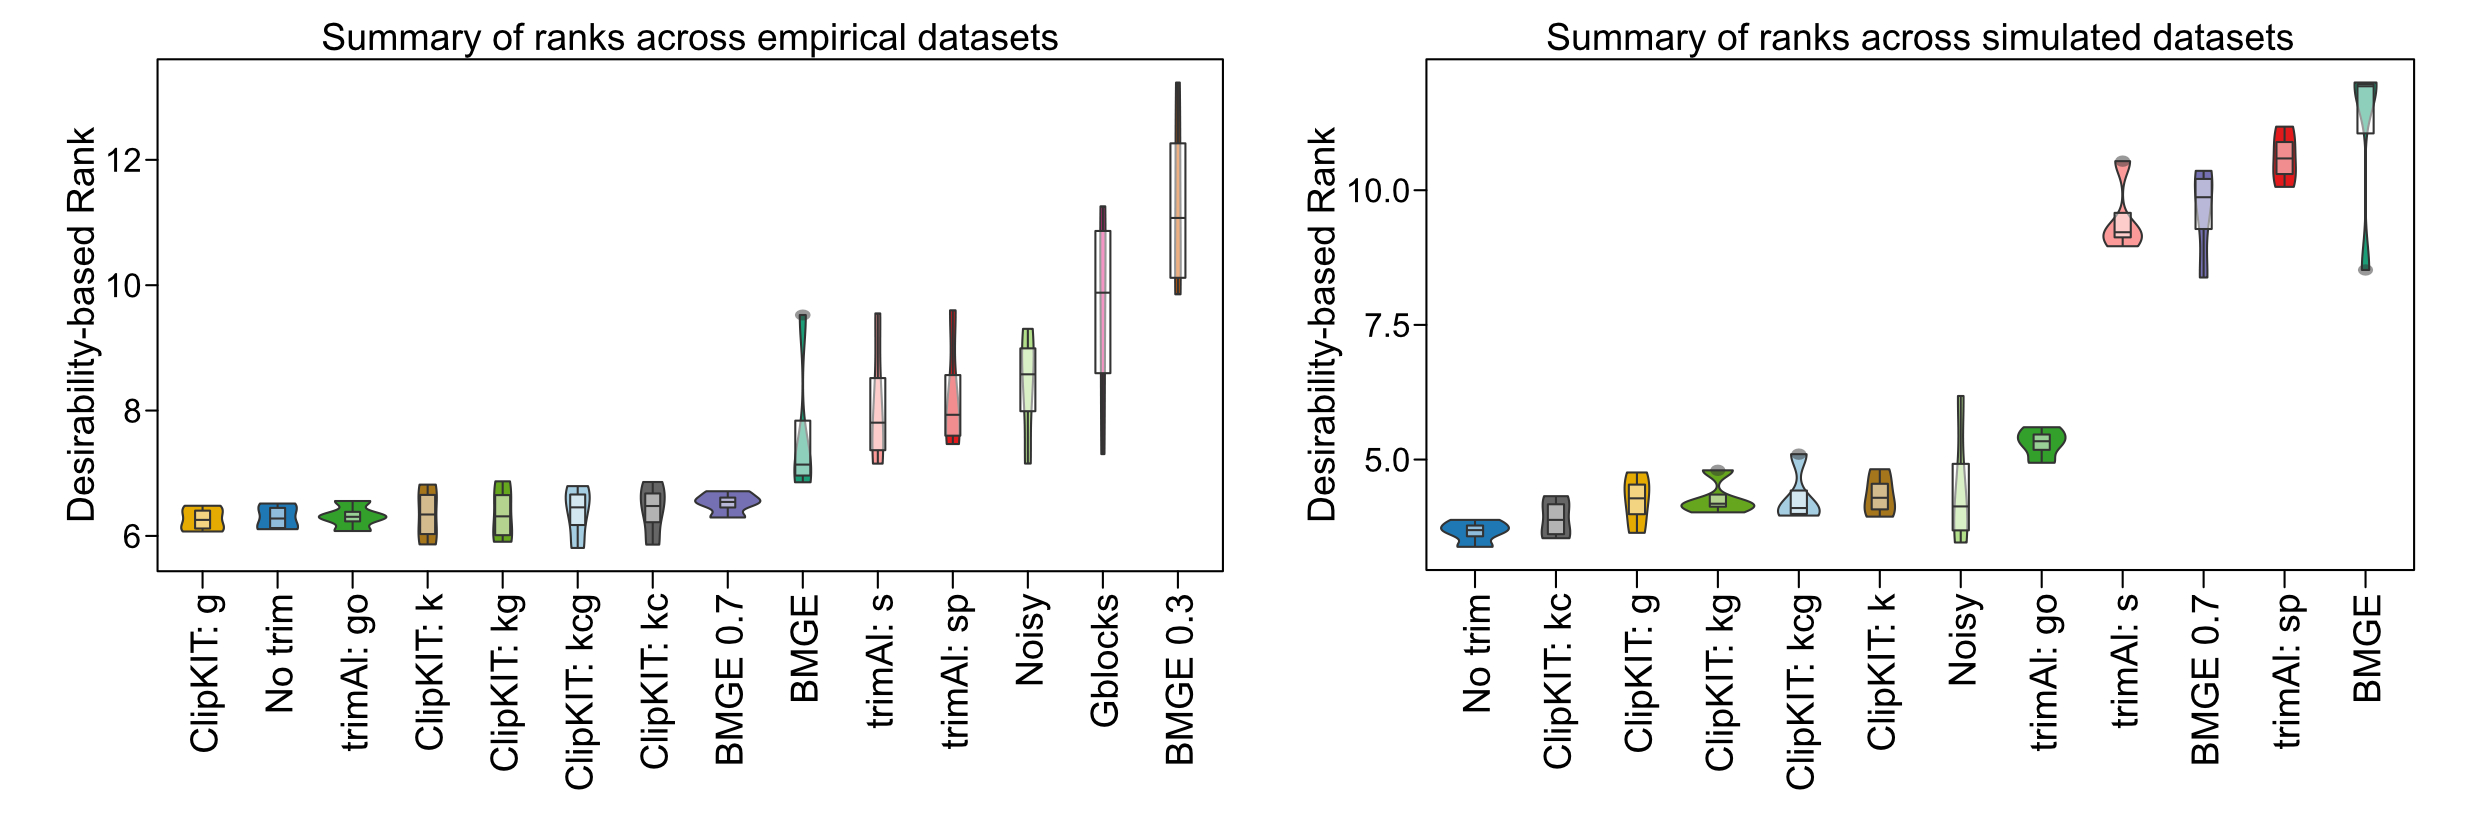 Summary of ranks across empirical datasets
Desirability-based Rank
12
10
8
6
ClipKIT: g
No trim
trimAl: go
ClipKIT: k
ClipKIT: kg
ClipKIT: kcg
ClipKIT: kc
BMGE 0.7
BMGE
trimAl: s
trimAl: sp
Noisy
Gblocks
BMGE 0.3
Summary of ranks across simulated datasets
Desirability-based Rank
10.0
7.5
5.0
No trim
ClipKIT: kc
ClipKIT: g
ClipKIT: kg
ClipKIT: kcg
ClipKIT: k
Noisy
trimAl: go
trimAl: s
BMGE 0.7
trimAl: sp
BMGE